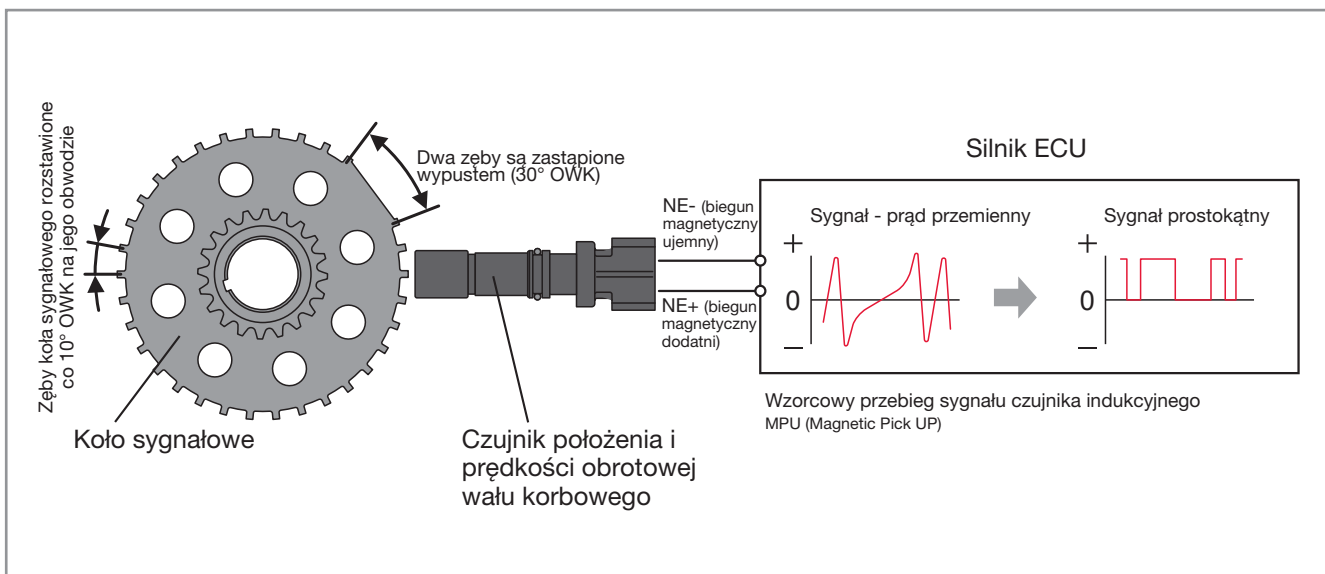 Zęby koła sygnałowego rozstawione
co 10° OWK na jego obwodzie
Dwa zęby są zastąpione
wypustem (30° OWK)
Koło sygnałowe
Czujnik położenia i
prędkości obrotowej
wału korbowego
NE- (biegun
magnetyczny
ujemny)
NE+ (biegun
magnetyczny
dodatni)
Silnik ECU
Sygnał - prąd przemienny
+
0
—
Sygnał prostokątny
+
0
—
Wzorcowy przebieg sygnału czujnika indukcyjnego
MPU (Magnetic Pick UP)